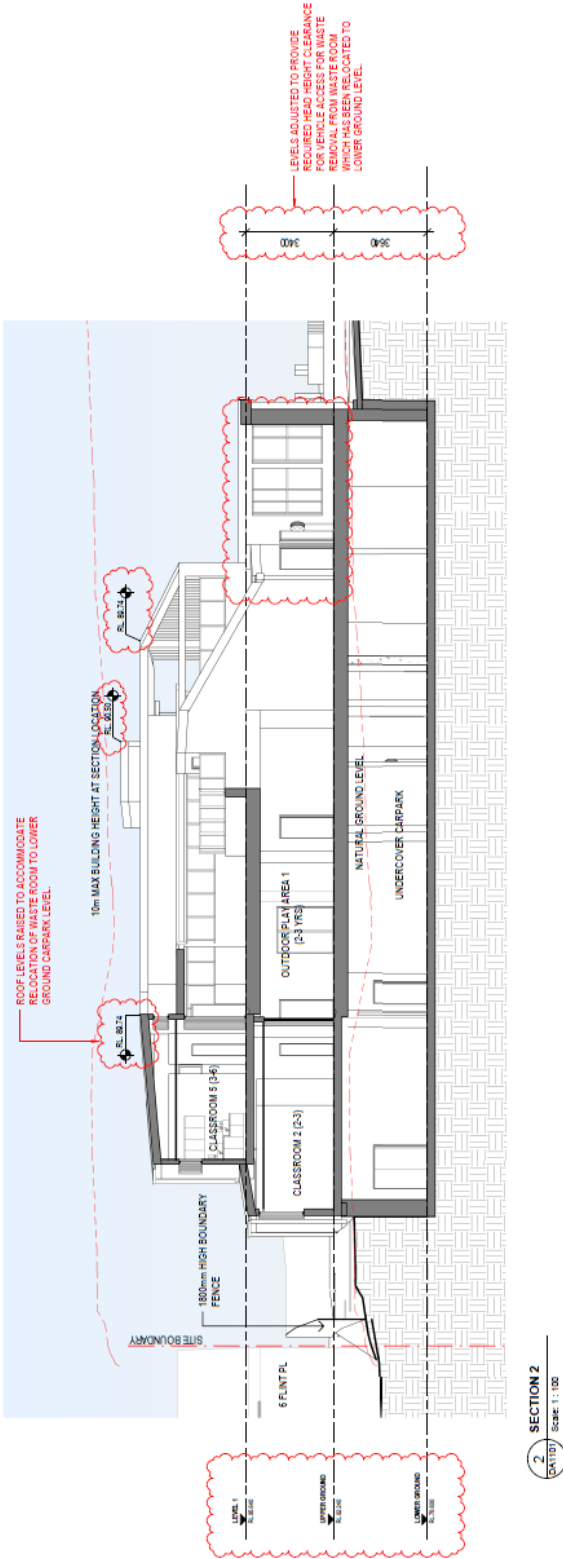 ROOF LEVELS RAISED TO ACCOMMODATE
RELOCATION OF WASTE ROOM TO LOWER
GROUND CARPARK LEVEL.
LEVELS ADJUSTED TO PROVIDE
REQUIRED HEAD HEIGHT CLEARANCE
FOR VEHICLE ACCESS FOR WASTE
REMOVAL FROM WASTE ROOM
WHICH HAS BEEN RELOCATED TO
LOWER GROUND LEVEL.
10m MAX BUILDING HEIGHT AT SECTION LOCATION
RL. 89.74
RL. 90.50
RL. 89.74
SITE BOUNDARY
1800mm HIGH BOUNDARY
FENCE
6 FLINT PL
CLASSROOM 5 (3-6)
CLASSROOM 2 (2-3)
OUTDOOR PLAY AREA 1
(2-3 YRS)
NATURAL GROUND LEVEL
UNDERCOVER CARPARK
3400
3640
LEVEL 1
UPPER GROUND
LOWER GROUND
2
DA1101
SECTION 2
Scale: 1 : 100